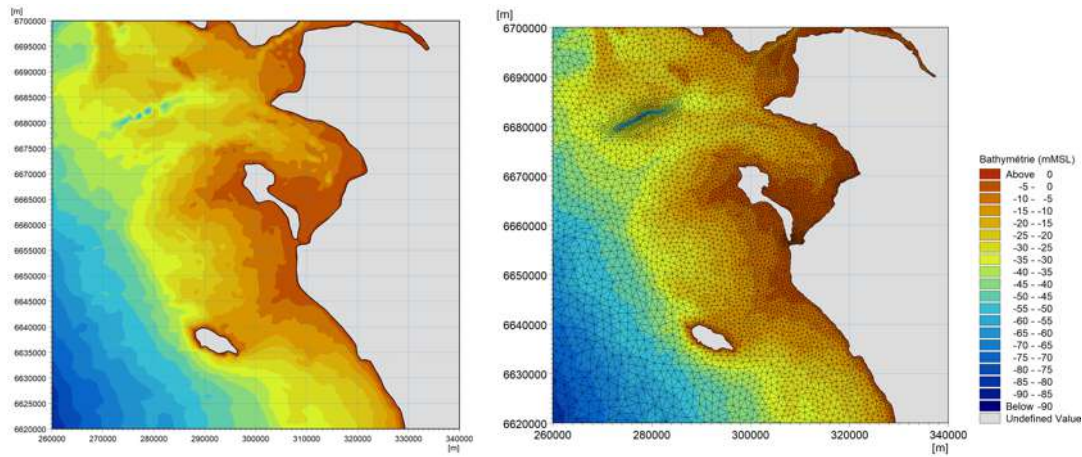 [m]
6700000
6695000
6690000
6685000
6680000
6675000
6670000
6665000
6660000
6655000
6650000
6645000
6640000
6635000
6630000
6625000
6620000
260000 270000 280000 290000 300000 310000 320000 330000 340000
[m]
[m]
6700000
6690000
6680000
6670000
6660000
6650000
6640000
6630000
6620000
260000 280000 300000 320000 340000
[m]
Bathymétrie (mMSL)
Above 0
-5 - 0
-10 - -5
-15 - -10
-20 - -15
-25 - -20
-30 - -25
-35 - -30
-40 - -35
-45 - -40
-50 - -45
-55 - -50
-60 - -55
-65 - -60
-70 - -65
-75 - -70
-80 - -75
-85 - -80
-90 - -85
Below -90
Undefined Value